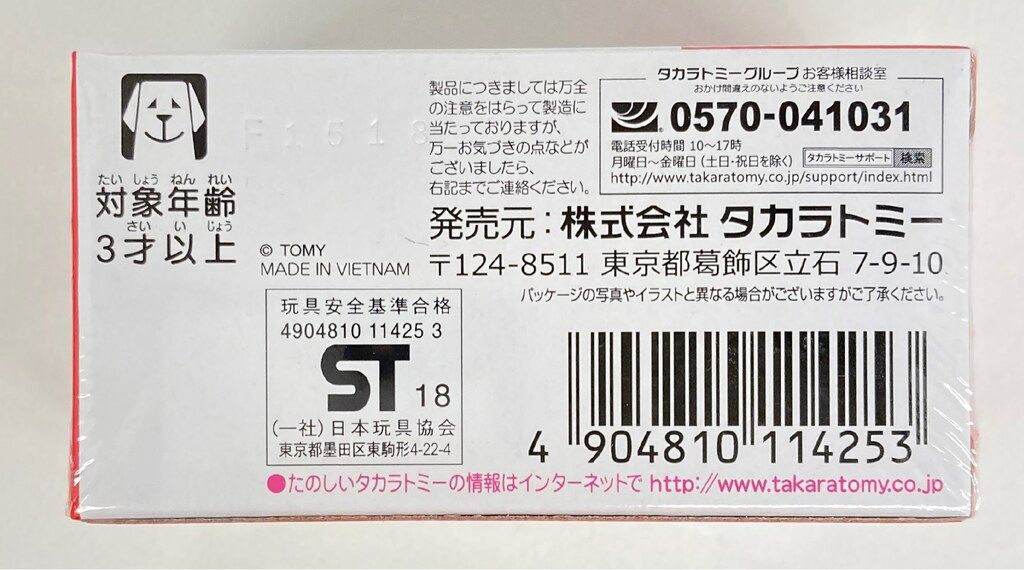 たい しょう ねん れい
対象年齢
さい い じょう
3才以上
F1518
© TOMY
MADE IN VIETNAM
製品につきましては万全
の注意をはらって製造に
当たっておりますが、
万一お気づきの点などが
ございましたら、
右記までご連絡ください。
タカラトミーグループ お客様相談室
おかけ間違えのないようご注意ください
0570-041031
電話受付時間 10～17時
月曜日～金曜日 (土日・祝日を除く) タカラトミーサポート 検索
http://www.takaratomy.co.jp/support/index.html
発売元:株式会社 タカラトミー
〒124-8511 東京都葛飾区立石 7-9-10
パッケージの写真やイラストと異なる場合がございますがご了承ください。
玩具安全基準合格
4904810 11425 3
ST 18
(一社)日本玩具協会
東京都墨田区東駒形4-22-4
4 904810 114253
●たのしいタカラトミーの情報はインターネットで http://www.takaratomy.co.jp